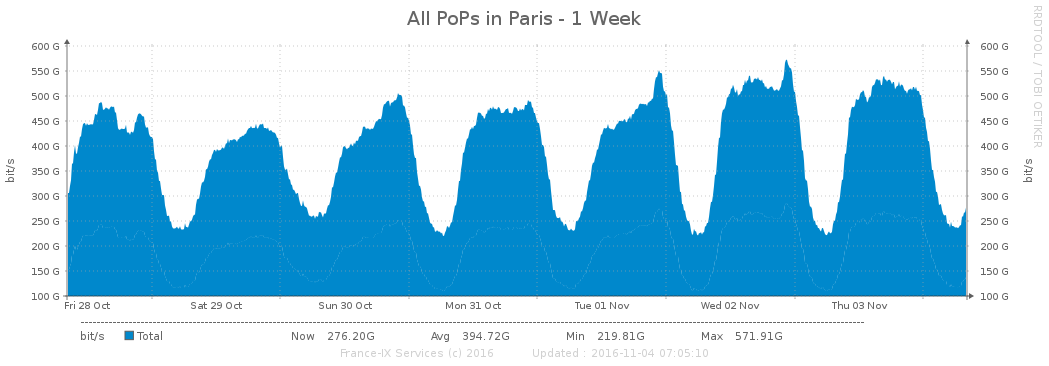 All PoPs in Paris - 1 Week
RRDTOOL / TOBI OETIKER
600 G 600 G
550 G 550 G
500 G 500 G
450 G 450 G
400 G 400 G
350 G 350 G
300 G 300 G
250 G 250 G
200 G 200 G
150 G 150 G
100 G 100 G
bit/s
bit/s
Fri 28 Oct Sat 29 Oct Sun 30 Oct Mon 31 Oct Tue 01 Nov Wed 02 Nov Thu 03 Nov
bit/s Total Now 276.20G Avg 394.72G Min 219.81G Max 571.91G
France-IX Services (c) 2016 Updated : 2016-11-04 07:05:10